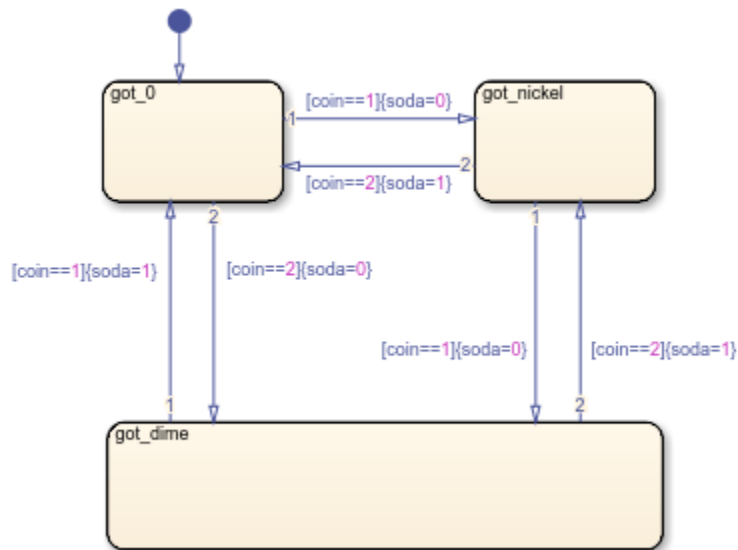 got_0
[coin==1]{soda=0}
got_nickel
1
2
[coin==2]{soda=1}
2
1
[coin==1]{soda=1}
[coin==2]{soda=0}
[coin==1]{soda=0}
[coin==2]{soda=1}
1
2
got_dime